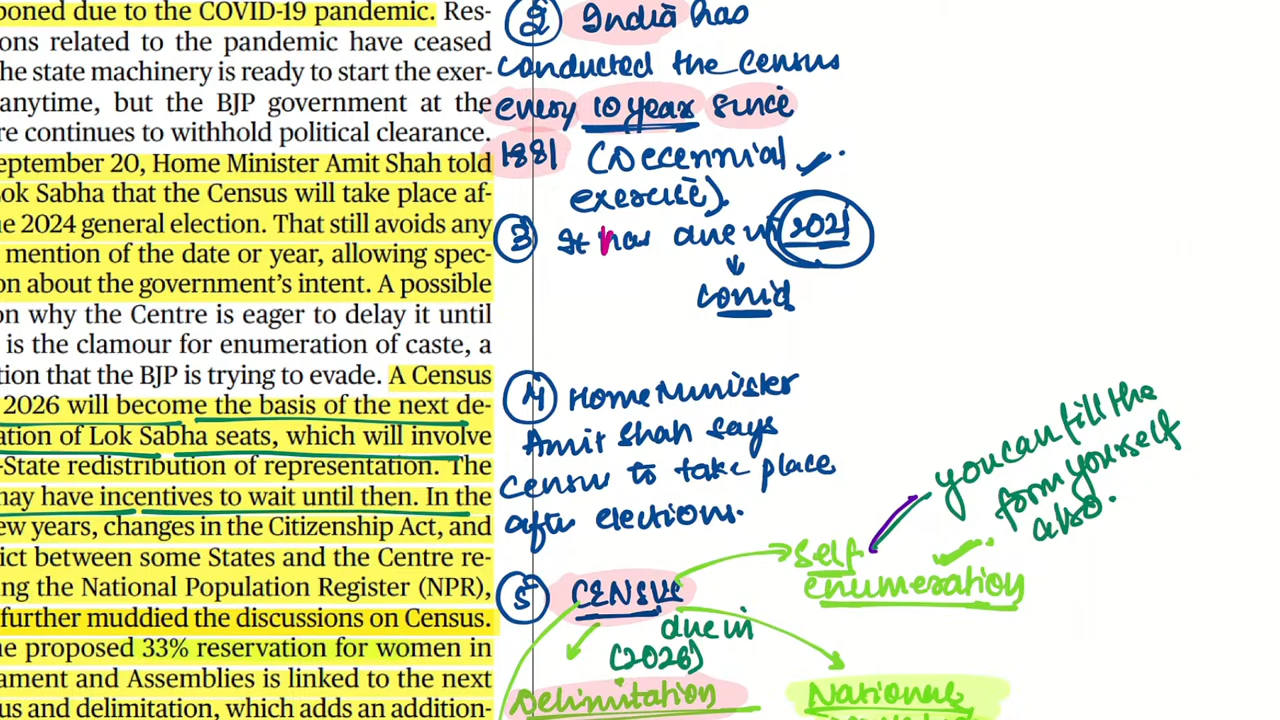 poned due to the COVID-19 pandemic. Res-
ons related to the pandemic have ceased
he state machinery is ready to start the exer-
anytime, but the BJP government at the
re continues to withhold political clearance.
eptember 20, Home Minister Amit Shah told
ok Sabha that the Census will take place af-
e 2024 general election. That still avoids any
mention of the date or year, allowing spec-
on about the government's intent. A possible
on why the Centre is eager to delay it until
is the clamour for enumeration of caste, a
tion that the BJP is trying to evade. A Census
2026 will become the basis of the next de-
ation of Lok Sabha seats, which will involve
-State redistribution of representation. The
may have incentives to wait until then. In the
ew years, changes in the Citizenship Act, and
ict between some States and the Centre re-
ing the National Population Register (NPR),
further muddied the discussions on Census.
e proposed 33% reservation for women in
ament and Assemblies is linked to the next
us and delimitation, which adds an addition-
2 India has
conducted the Census
every 10 year since
1881 (Decennial
exercise).
3 It was due in 2021
covid
4 Home Minister
Amit Shah says
census to take place
after elections.
you can fill the
form yourself
also.
self
enumeration
5 CENSUS
due in
(2026)
Delimitation
National